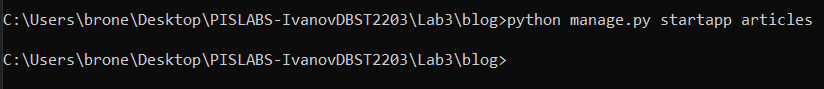 C:\Users\brone\Desktop\PISLABS-IvanovDBST2203\Lab3\blog>python manage.py startapp articles
C:\Users\brone\Desktop\PISLABS-IvanovDBST2203\Lab3\blog>